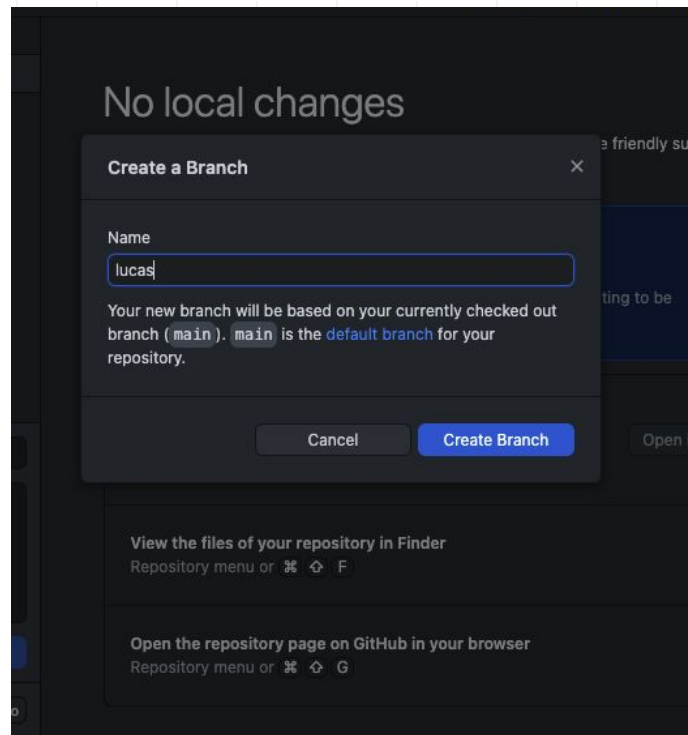 No local changes
e friendly su
Create a Branch
Name
lucas
Your new branch will be based on your currently checked out
branch ( main ). main is the default branch for your
repository.
ting to be
Cancel
Create Branch
Open
View the files of your repository in Finder
Repository menu or ⌘ ⇧ F
Open the repository page on GitHub in your browser
Repository menu or ⌘ ⇧ G
o